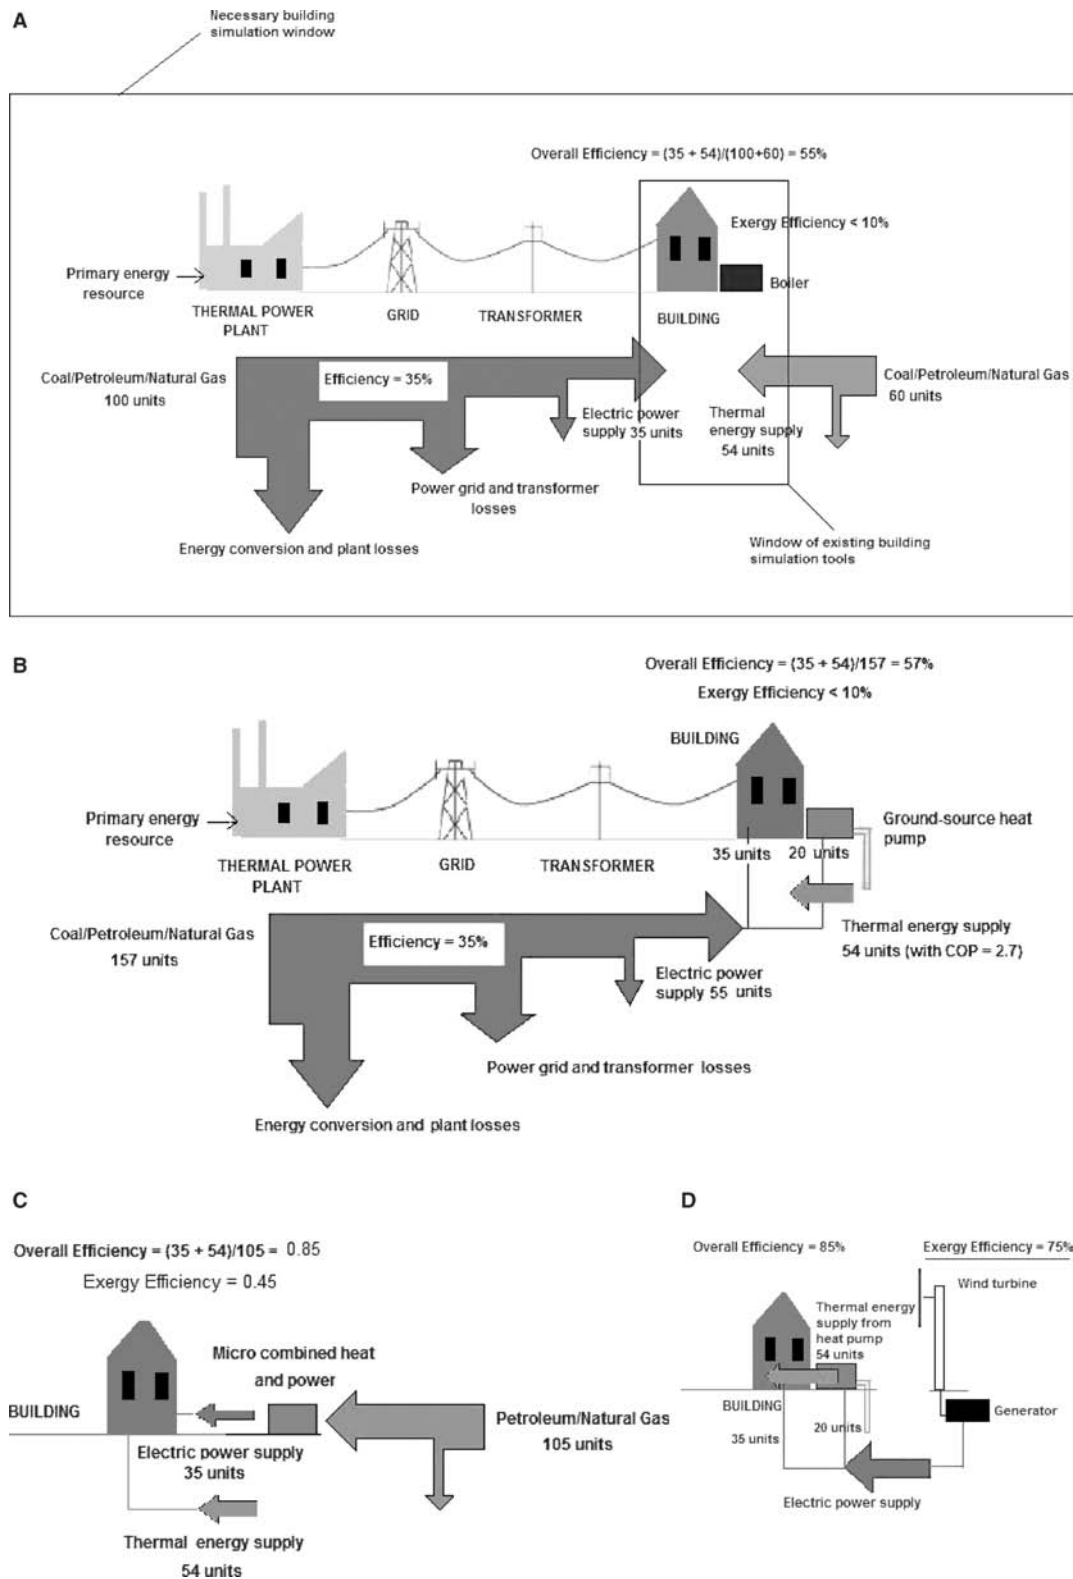 A
Necessary building
simulation window
Overall Efficiency = (35 + 54)/(100+60) = 55%
Exergy Efficiency < 10%
Primary energy
resource
Boiler
THERMAL POWER
PLANT
GRID
TRANSFORMER
BUILDING
Coal/Petroleum/Natural Gas
100 units
Efficiency = 35%
Electric power
supply 35 units
Thermal
energy supply
54 units
Coal/Petroleum/Natural Gas
60 units
Power grid and transformer
losses
Energy conversion and plant losses
Window of existing building
simulation tools
B
Overall Efficiency = (35 + 54)/157 = 57%
Exergy Efficiency < 10%
BUILDING
Primary energy
resource
Ground-source heat
pump
35 units
20 units
THERMAL POWER
PLANT
GRID
TRANSFORMER
Coal/Petroleum/Natural Gas
157 units
Efficiency = 35%
Thermal energy supply
54 units (with COP = 2.7)
Electric power
supply 55 units
Power grid and transformer losses
Energy conversion and plant losses
C
Overall Efficiency = (35 + 54)/105 = 0.85
Exergy Efficiency = 0.45
Micro combined heat
and power
BUILDING
Petroleum/Natural Gas
105 units
Electric power supply
35 units
Thermal energy supply
54 units
D
Overall Efficiency = 85%
Exergy Efficiency = 75%
Wind turbine
Thermal energy
supply from
heat pump
54 units
BUILDING
35 units
20 units
Generator
Electric power supply